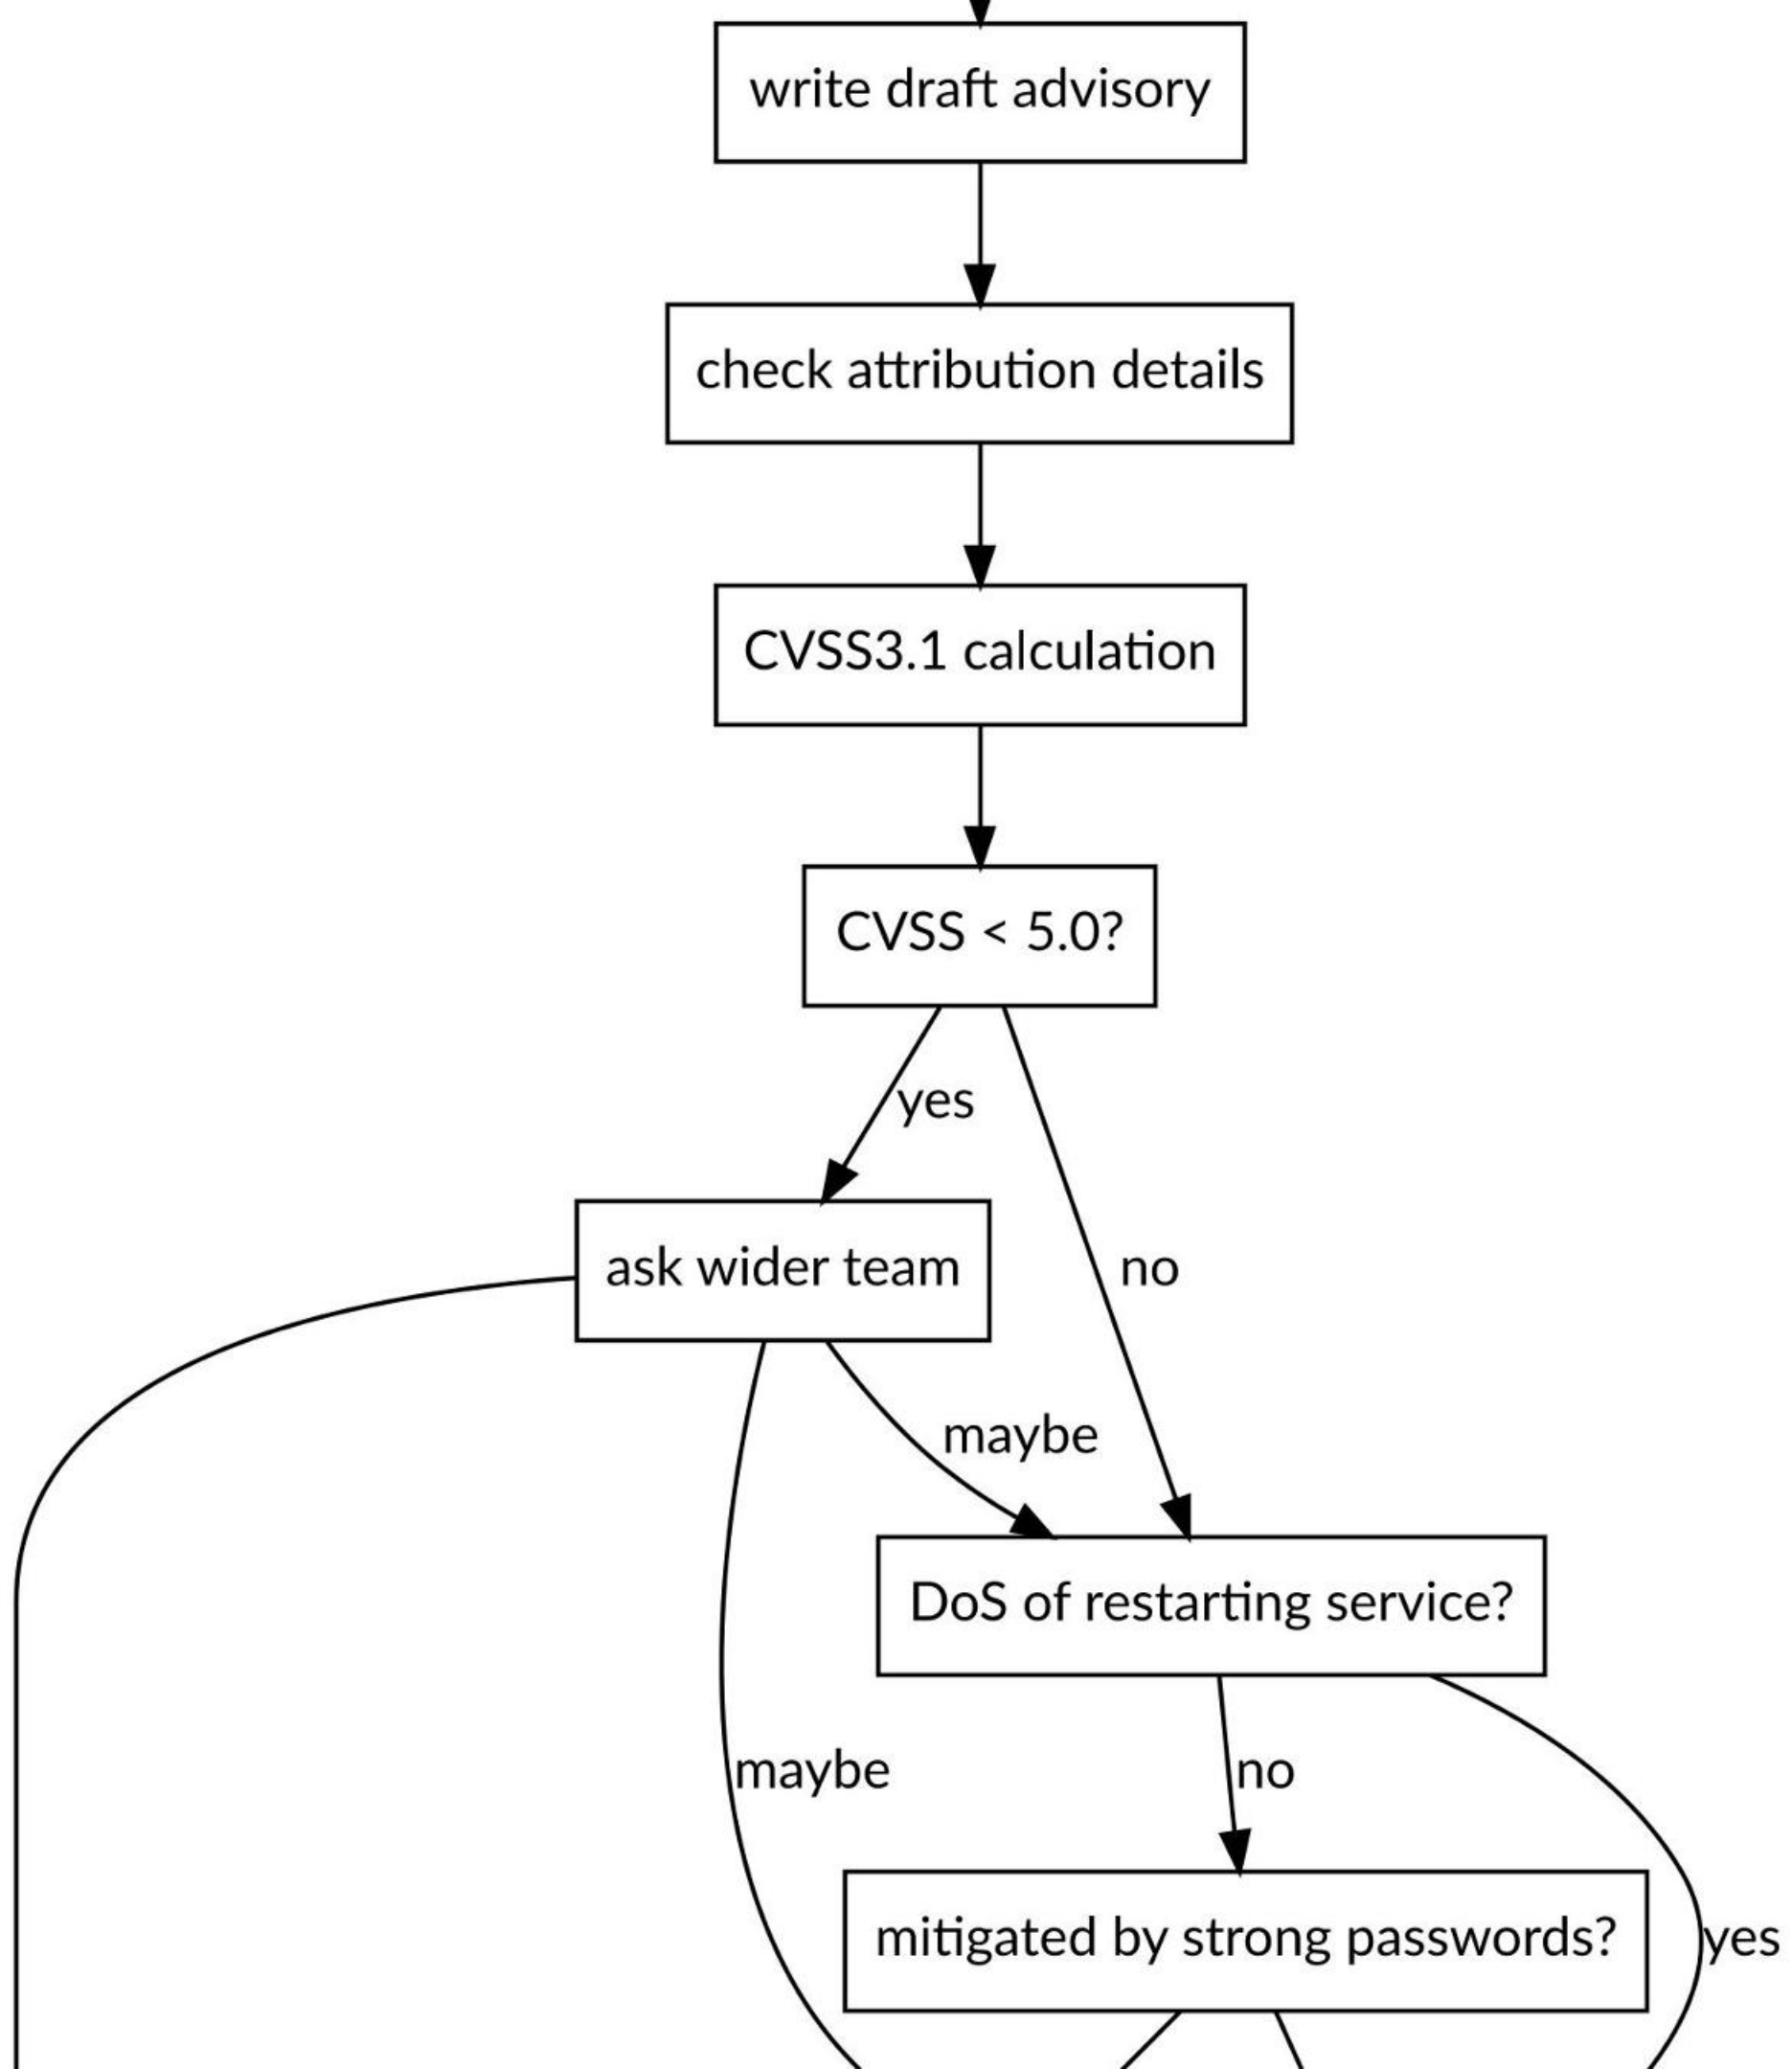 write draft advisory
check attribution details
CVSS3.1 calculation
CVSS < 5.0?
yes
ask wider team
no
maybe
DoS of restarting service?
maybe
no
mitigated by strong passwords?
yes